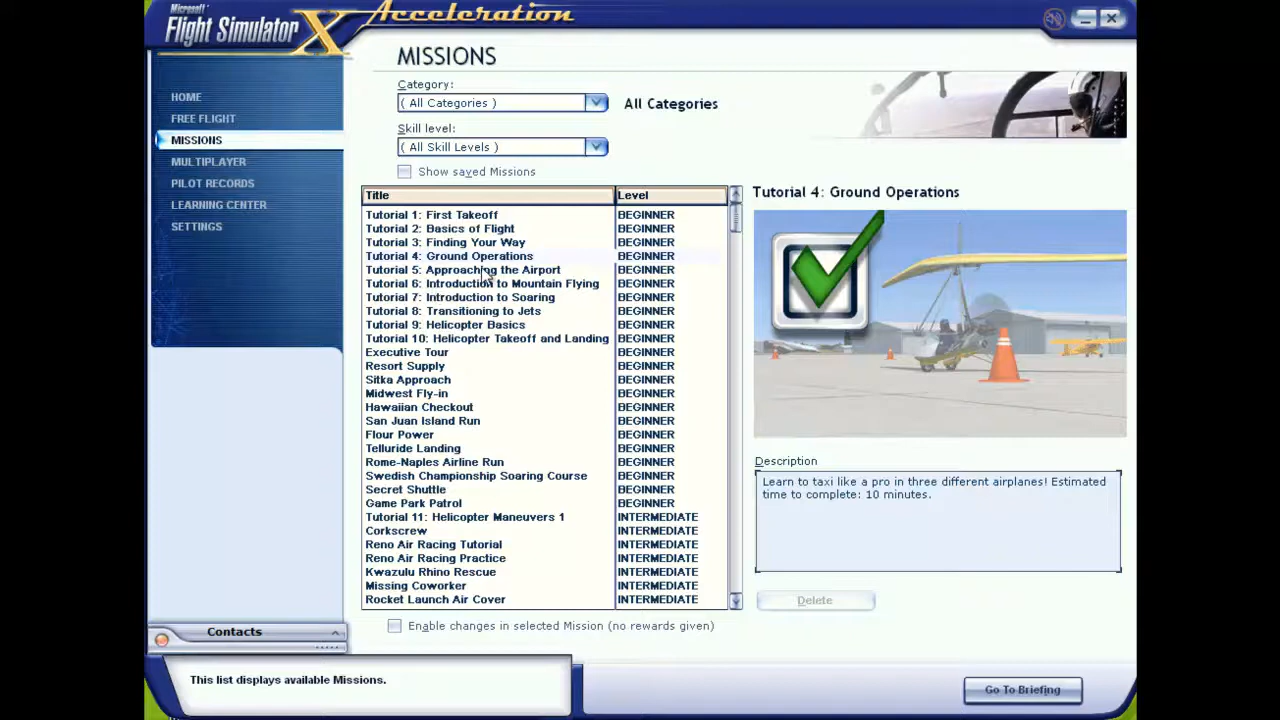 Microsoft
Flight Simulator X Acceleration
MISSIONS
HOME
FREE FLIGHT
MISSIONS
MULTIPLAYER
PILOT RECORDS
LEARNING CENTER
SETTINGS
Category:
( All Categories )
All Categories
Skill level:
( All Skill Levels )
Show saved Missions
Title Level
Tutorial 1: First Takeoff BEGINNER
Tutorial 2: Basics of Flight BEGINNER
Tutorial 3: Finding Your Way BEGINNER
Tutorial 4: Ground Operations BEGINNER
Tutorial 5: Approaching the Airport BEGINNER
Tutorial 6: Introduction to Mountain Flying BEGINNER
Tutorial 7: Introduction to Soaring BEGINNER
Tutorial 8: Transitioning to Jets BEGINNER
Tutorial 9: Helicopter Basics BEGINNER
Tutorial 10: Helicopter Takeoff and Landing BEGINNER
Executive Tour BEGINNER
Resort Supply BEGINNER
Sitka Approach BEGINNER
Midwest Fly-in BEGINNER
Hawaiian Checkout BEGINNER
San Juan Island Run BEGINNER
Flour Power BEGINNER
Telluride Landing BEGINNER
Rome-Naples Airline Run BEGINNER
Swedish Championship Soaring Course BEGINNER
Secret Shuttle BEGINNER
Game Park Patrol BEGINNER
Tutorial 11: Helicopter Maneuvers 1 INTERMEDIATE
Corkscrew INTERMEDIATE
Reno Air Racing Tutorial INTERMEDIATE
Reno Air Racing Practice INTERMEDIATE
Kwazulu Rhino Rescue INTERMEDIATE
Missing Coworker INTERMEDIATE
Rocket Launch Air Cover INTERMEDIATE
Enable changes in selected Mission (no rewards given)
Tutorial 4: Ground Operations
Description
Learn to taxi like a pro in three different airplanes! Estimated
time to complete: 10 minutes.
Delete
Contacts
This list displays available Missions.
Go To Briefing